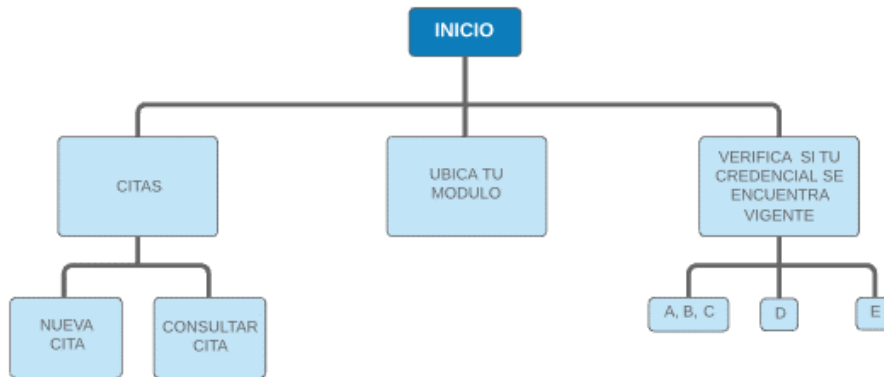 INICIO
CITAS
UBICA TU
MODULO
VERIFICA SI TU
CREDENCIAL SE
ENCUENTRA
VIGENTE
NUEVA
CITA
CONSULTAR
CITA
A, B, C
D
E